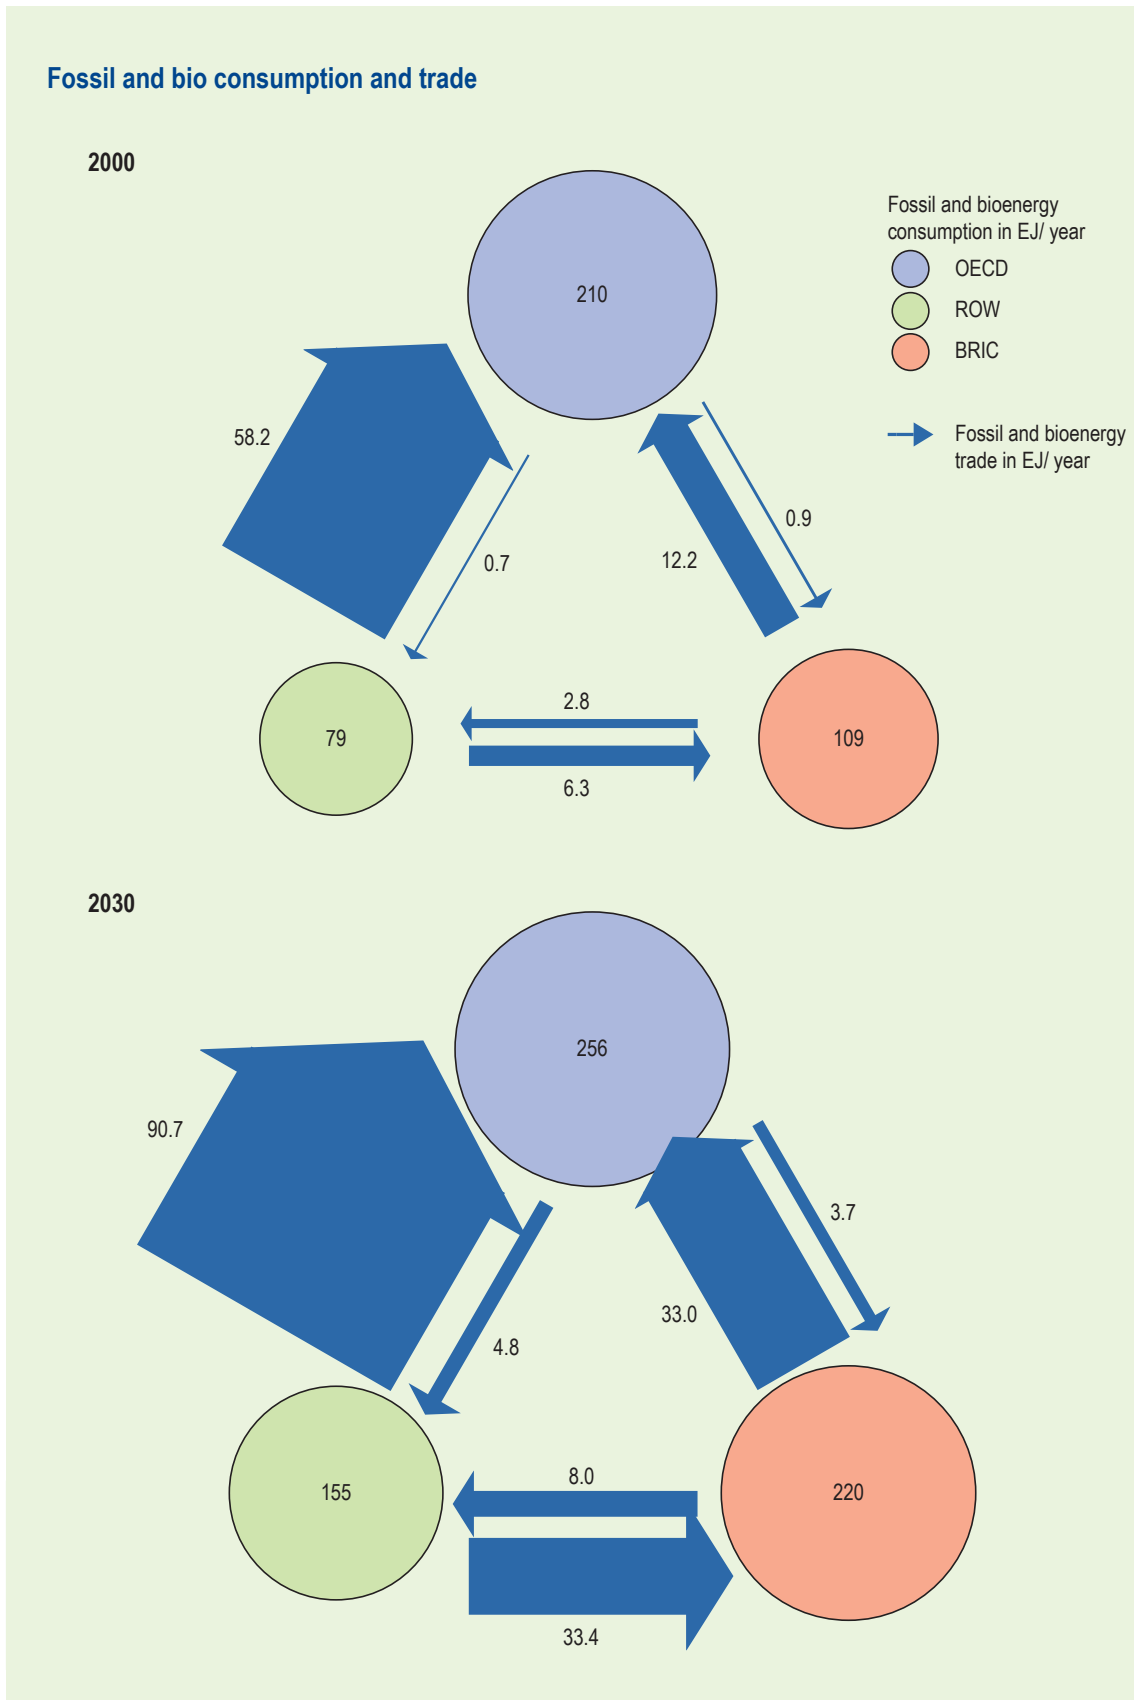 Fossil and bio consumption and trade
2000
Fossil and bioenergy
consumption in EJ/ year
OECD
ROW
BRIC
Fossil and bioenergy
trade in EJ/ year
210
58.2
0.7
12.2
0.9
79
2.8
6.3
109
2030
256
90.7
4.8
33.0
3.7
155
8.0
33.4
220